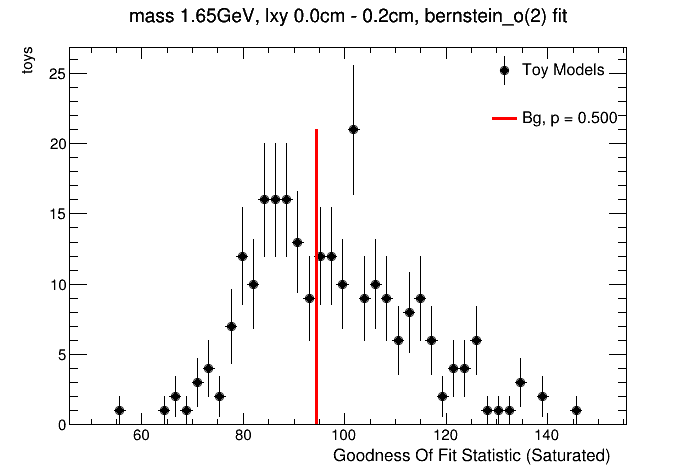 mass 1.65GeV, lxy 0.0cm - 0.2cm, bernstein_o(2) fit
toys
25
20
15
10
5
0
Toy Models
Bg, p = 0.500
60
80
100
120
140
Goodness Of Fit Statistic (Saturated)